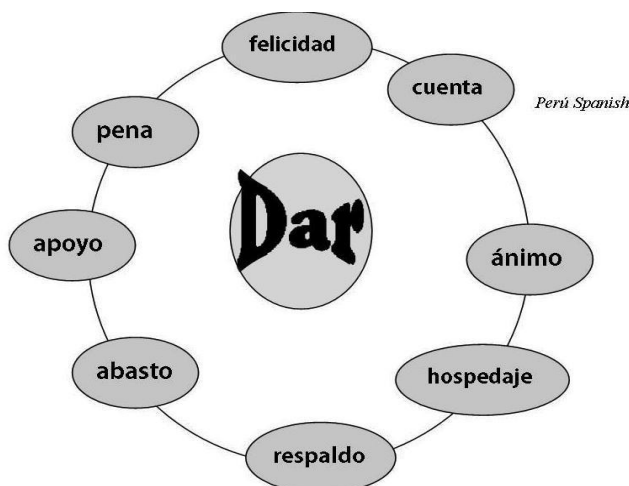 felicidad
cuenta
Perú Spanish
pena
Dar
apoyo
ánimo
abasto
hospedaje
respaldo